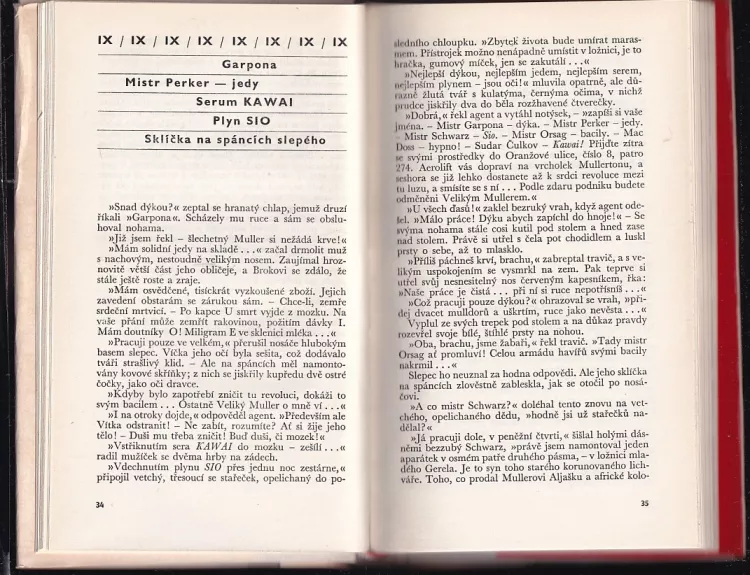 IX / IX / IX / IX / IX / IX / IX / IX
Garpona
Mistr Perker — jedy
Serum KAWAI
Plyn SIO
Sklíčka na spáncích slepého
»Snad dýkou?« zeptal se hranatý chlap, jemuž druzí
říkali »Garpona«. Scházely mu ruce a sám se obslu-
hoval nohama.
»Již jsem řekl – šlechetný Muller si nežádá krve!«
»Mám solidní jedy na skladě . . .« začal drmolit muž
s nachovým, nestoudně velikým nosem. Zaujímal hroz-
novitě větší část jeho obličeje, a Brokovi se zdálo, že
stále ještě roste a zraje.
»Mám osvědčené, tisíckrát vyzkoušené zboží. Jejich
zavedení obstarám se zárukou sám. – Chce-li, zemře
srdeční mrtvicí. – Po kapce U smrt vyjde z mozku. Na
vaše přání může zemřít rakovinou, požitím dávky I.
Mám doutníky O! Miligram E ve sklenici mléka . . .«
»Pracuji pouze ve velkém,« přerušil nosáče hlubokým
basem slepec. Víčka jeho očí byla sešita, což dodávalo
tváři strašlivý klid. – Ale na spáncích měl namonto-
vány kovové skřiňky; z nich se jiskřily kupředu dvě ostré
čočky, jako oči dravce.
»Kdyby bylo zapotřebí zničit tu revoluci, dokáži to
svým bacilem . . . Ostatně Veliký Muller o mně ví . . .«
»I na otroky dojde,« odpověděl agent. »Především ale
Vítka odstranit! – Ne zabít, rozumíte? Ať si žije jeho
tělo! – Duši mu třeba zničit! Buď duši, či mozek!«
»Vstříknutím sera KAWAI do mozku – zešílí . . .«
radil mužíček se dvěma hrby na zádech.
»Vdechnutím plynu SIO přes jednu noc zestárne,«
připojil vetchý, třesoucí se stařeček, opelichaný do po-
34
sledního chloupku. »Zbytek života bude umírat maras-
mem. Přístrojek možno nenápadně umístit v ložnici, je to
hračka, gumový míček, jen se zakutálí . . .«
»Nejlepší dýkou, nejlepším jedem, nejlepším serem,
nejlepším plynem – jsou oči!« mluvila opatrně, ale dů-
razně žlutá tvář s kulatýma, černýma očima, v nichž
prudce jiskřily dva do běla rozžhavené čtverečky.
»Dobrá,« řekl agent a vytáhl notýsek, – »zapíši si vaše
jména. – Mistr Garpona – dýka. – Mistr Perker – jedy.
– Mistr Schwarz – Sio. – Mistr Orsag – bacily. – Mac
Doss – hypno! – Sudar Čulkov – Kawai! Přijďte zítra
se svými prostředky do Oranžové ulice, číslo 8, patro
274. Aerolift vás dopraví na vrcholek Mullertonu, a
seshora se již lehko dostanete až k srdci revoluce mezi
tu luzu, a smísíte se s ní . . . Podle zdaru podniku budete
odměněni Velikým Mullerem.«
»U všech ďasů!« zaklel bezruký vrah, když agent ode-
šel. »Málo práce! Dýku abych zapíchl do hnoje!« – Se
svýma nohama stále cosi kutil pod stolem a hned zase
nad stolem. Právě si utřel s čela pot chodidlem a luskl
prsty o sebe, až to mlasklo.
»Příliš páchneš krví, brachu,« zabreptal travič, a s ve-
likým uspokojením se vysmrkl na zem. Pak teprve si
utřel svůj nesnesitelný nos červeným kapesníkem, řka:
»Naše práce je čistá . . . při ní si ruce nepotřísníš . . .«
»Což pracuji pouze dýkou?« ohrazoval se vrah, »při-
jdej dvacet mulldorů a uškrtím, ruce jako nevěsta . . .«
Vyplul ze svých trepek pod stolem a na důkaz pravdy
rozevřel svoje bílé, štíhlé prsty na nohou.
»Oba, brachu, jsme žabaři,« řekl travič. »Tady mistr
Orsag ať promluví! Celou armádu havířů svými bacily
nakrmil . . .«
Slepec ho neuznal za hodna odpovědi. Ale jeho sklíčka
na spáncích zlověstně zableskla, jak se otočil po nosá-
čovi.
»A co mistr Schwarz?« doléhal tento znovu na vet-
chého, opelichaného dědu, »hodně jsi už stařečků na-
dělal?«
»Já pracuji dole, v peněžní čtvrti,« šišlal holými dás-
němi bezzubý Schwarz, »právě jsem namontoval jeden
aparátek v osmém patře druhého pásma, – v ložnici mla-
dého Gerela. Je to syn toho starého korunovaného lich-
váře. Toho, co prodal Mullerovi Aljašku a africké kolo-
35